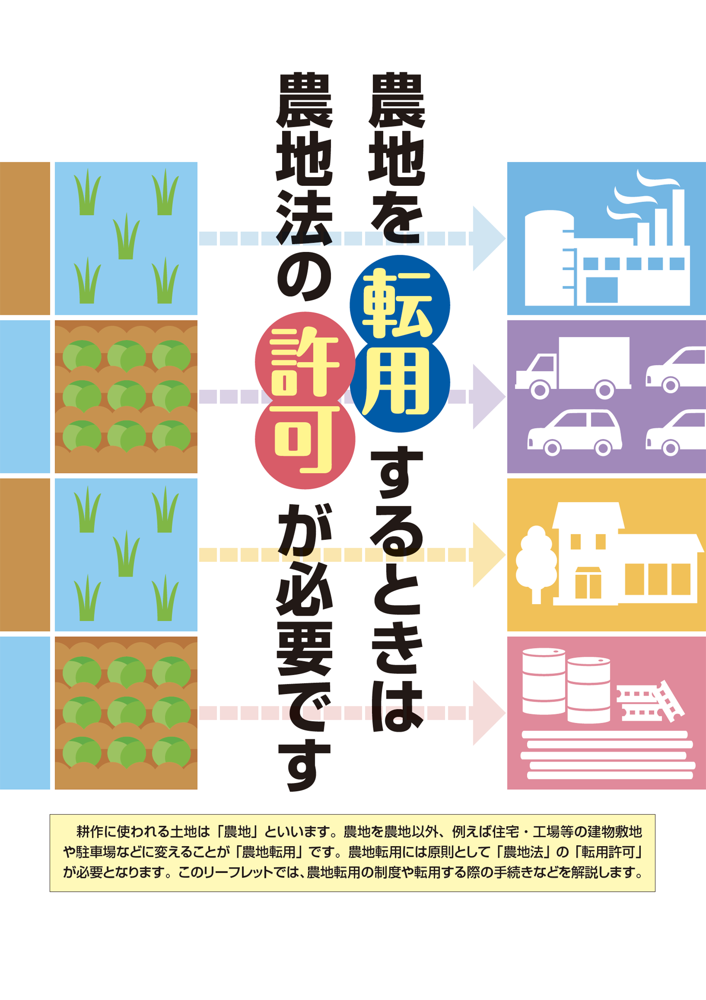 農地を転用するときは
農地法の許可が必要です
耕作に使われる土地は「農地」といいます。農地を農地以外、例えば住宅・工場等の建物敷地
や駐車場などに変えることが「農地転用」です。農地転用には原則として「農地法」の「転用許可」
が必要となります。このリーフレットでは、農地転用の制度や転用する際の手続きなどを解説します。